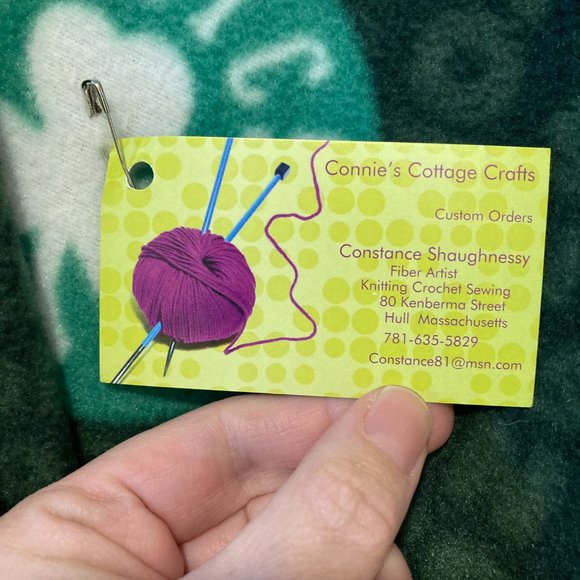 IC
Connie's Cottage Crafts
Custom Orders
Constance Shaughnessy
Fiber Artist
Knitting Crochet Sewing
80 Kenberma Street
Hull Massachusetts
781-635-5829
Constance81@msn.com